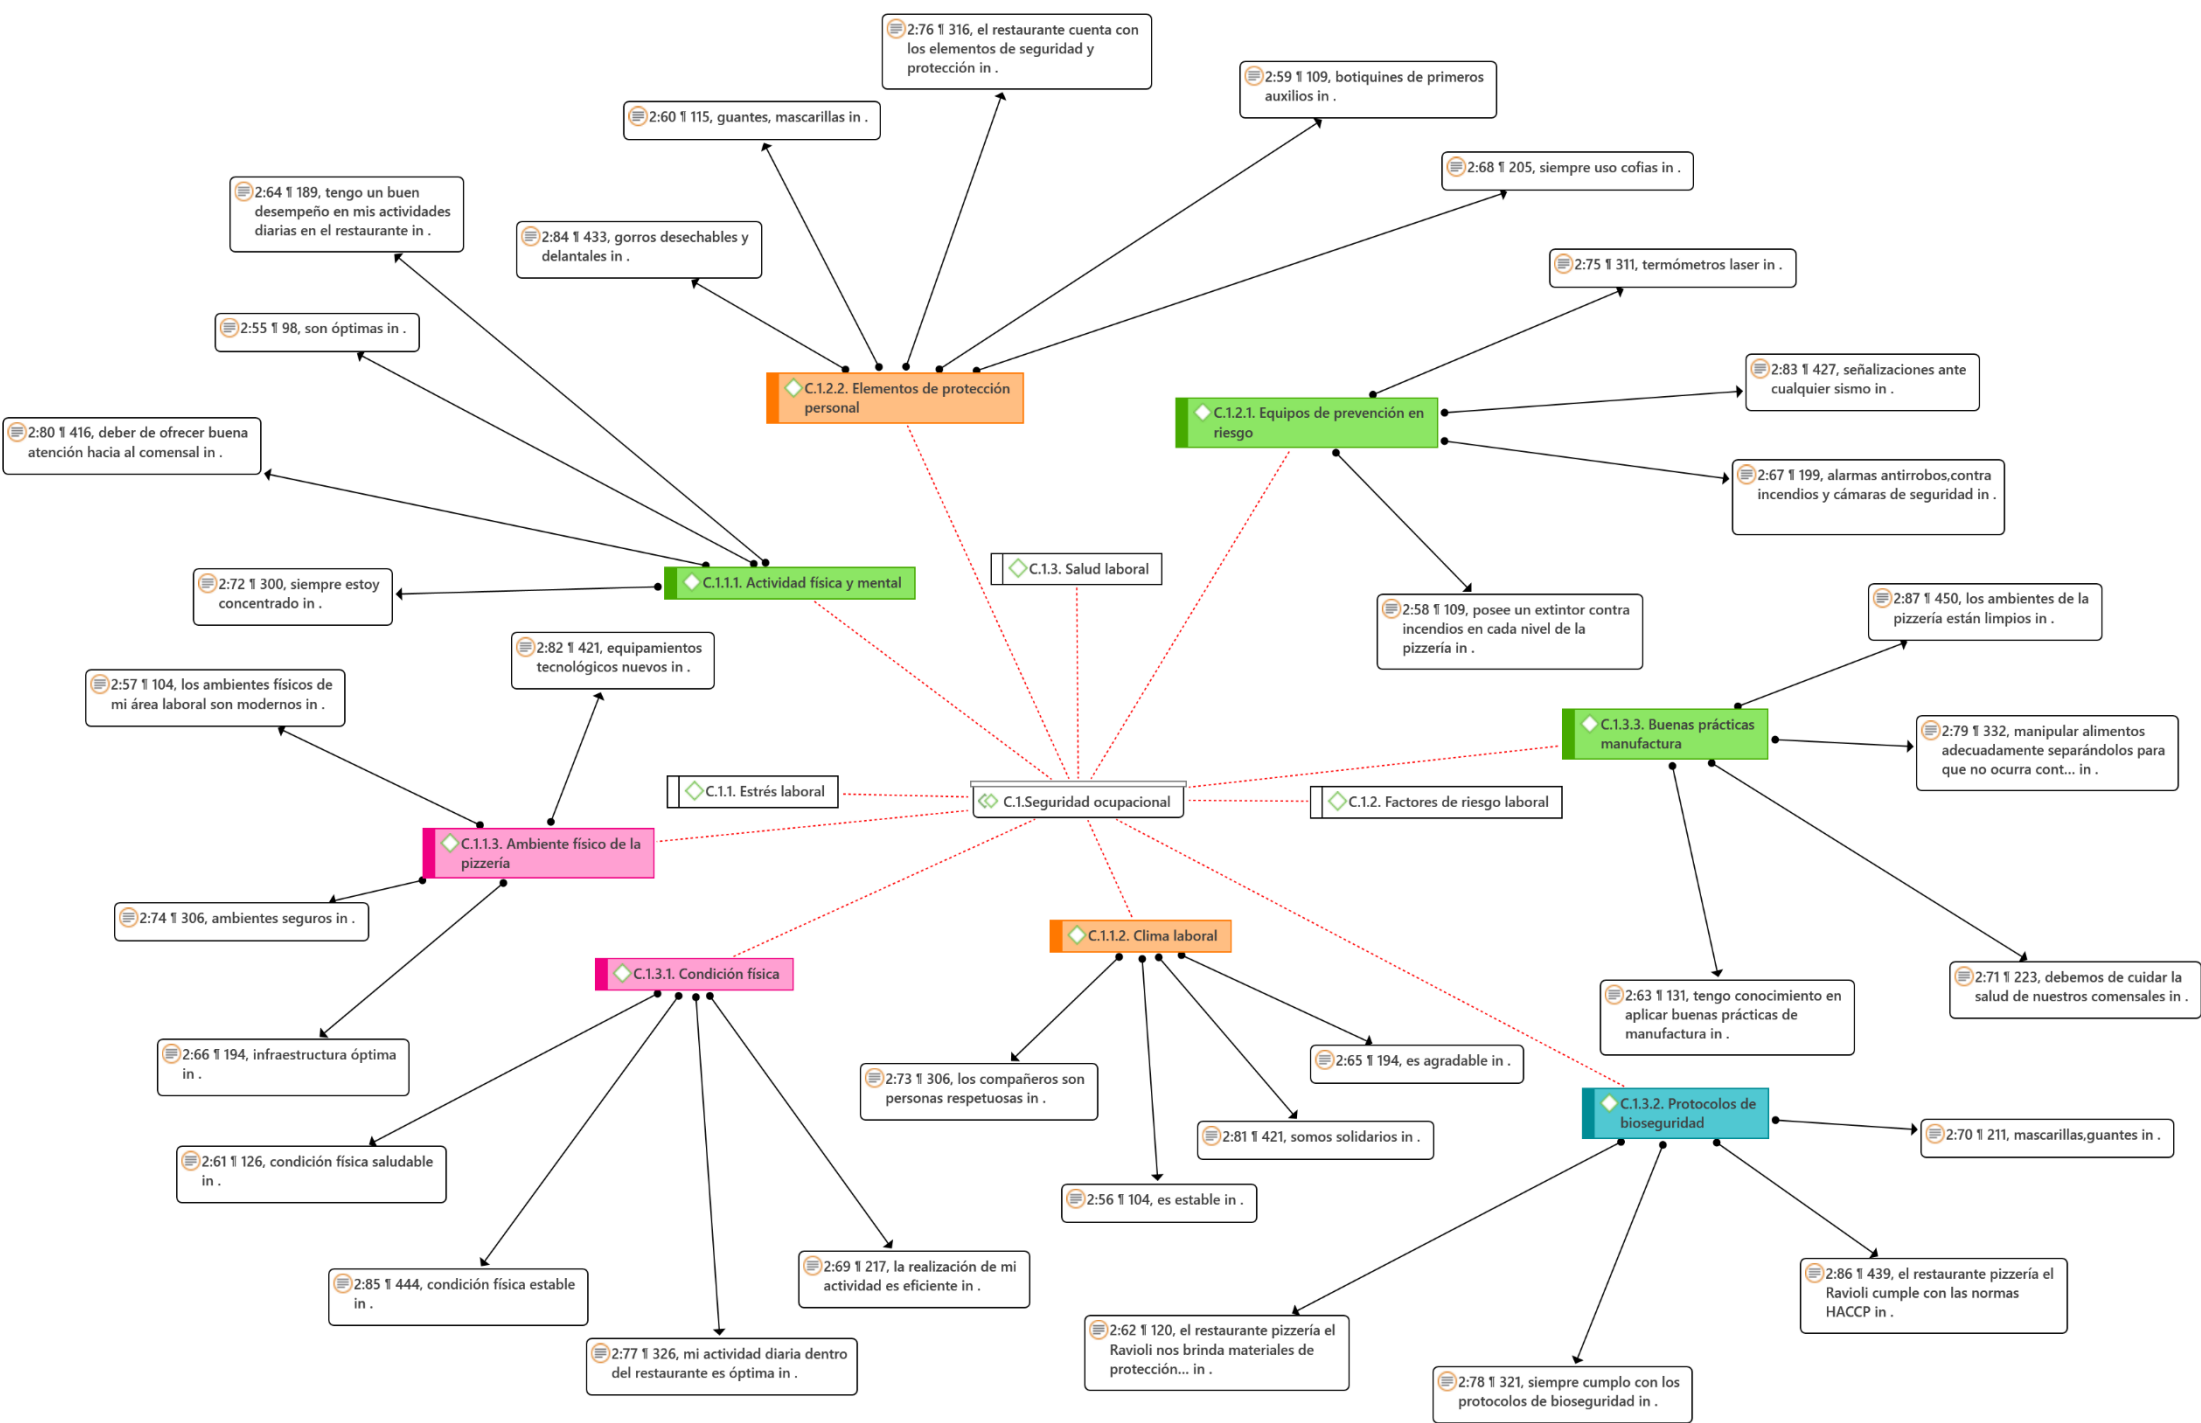 2:76 ¶ 316, el restaurante cuenta con
los elementos de seguridad y
protección in .
2:59 ¶ 109, botiquines de primeros
auxilios in .
2:60 ¶ 115, guantes, mascarillas in .
2:68 ¶ 205, siempre uso cofias in .
2:64 ¶ 189, tengo un buen
desempeño en mis actividades
diarias en el restaurante in .
2:84 ¶ 433, gorros desechables y
delantales in .
2:75 ¶ 311, termómetros laser in .
2:55 ¶ 98, son óptimas in .
2:83 ¶ 427, señalizaciones ante
cualquier sismo in .
C.1.2.2. Elementos de protección
personal
C.1.2.1. Equipos de prevención en
riesgo
2:80 ¶ 416, deber de ofrecer buena
atención hacia al comensal in .
2:67 ¶ 199, alarmas antirrobos,contra
incendios y cámaras de seguridad in .
C.1.3. Salud laboral
2:72 ¶ 300, siempre estoy
concentrado in .
C.1.1.1. Actividad física y mental
2:58 ¶ 109, posee un extintor contra
incendios en cada nivel de la
pizzería in .
2:87 ¶ 450, los ambientes de la
pizzería están limpios in .
2:82 ¶ 421, equipamientos
tecnológicos nuevos in .
2:57 ¶ 104, los ambientes físicos de
mi área laboral son modernos in .
C.1.3.3. Buenas prácticas
manufactura
2:79 ¶ 332, manipular alimentos
adecuadamente separándolos para
que no ocurra cont... in .
C.1.1. Estrés laboral
C.1.Seguridad ocupacional
C.1.2. Factores de riesgo laboral
C.1.1.3. Ambiente físico de la
pizzería
2:74 ¶ 306, ambientes seguros in .
C.1.1.2. Clima laboral
C.1.3.1. Condición física
2:71 ¶ 223, debemos de cuidar la
salud de nuestros comensales in .
2:63 ¶ 131, tengo conocimiento en
aplicar buenas prácticas de
manufactura in .
2:66 ¶ 194, infraestructura óptima
in .
2:65 ¶ 194, es agradable in .
2:73 ¶ 306, los compañeros son
personas respetuosas in .
C.1.3.2. Protocolos de
bioseguridad
2:81 ¶ 421, somos solidarios in .
2:70 ¶ 211, mascarillas,guantes in .
2:61 ¶ 126, condición física saludable
in .
2:56 ¶ 104, es estable in .
2:69 ¶ 217, la realización de mi
actividad es eficiente in .
2:86 ¶ 439, el restaurante pizzería el
Ravioli cumple con las normas
HACCP in .
2:85 ¶ 444, condición física estable
in .
2:62 ¶ 120, el restaurante pizzería el
Ravioli nos brinda materiales de
protección... in .
2:77 ¶ 326, mi actividad diaria dentro
del restaurante es óptima in .
2:78 ¶ 321, siempre cumplo con los
protocolos de bioseguridad in .